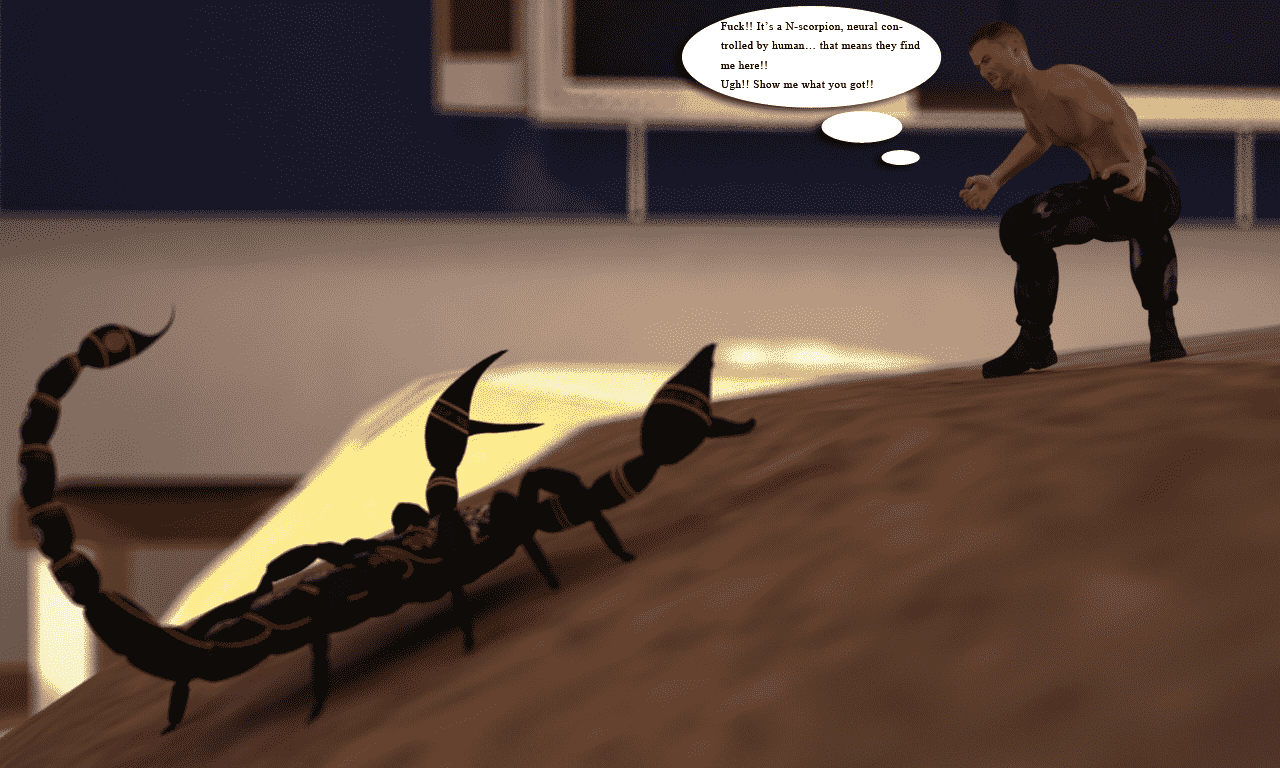 Fuck!! It's a N-scorpion, neural con-
trolled by human... that means they find
me here!!
Ugh!! Show me what you got!!